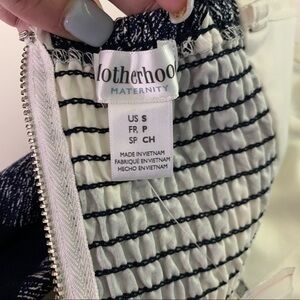 lotherhoo
MATERNITY
US S
FR P
SP CH
MADE IN VIETNAM
FABRIQUE EN VIETNAM
HECHO EN VIETNAM